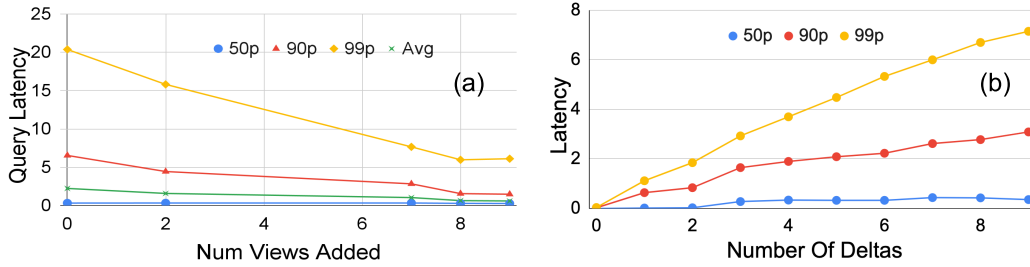 25
20
15
10
5
0
Query Latency
50p 90p 99p Avg
(a)
0 2 4 6 8
Num Views Added
8
6
4
2
0
Latency
50p 90p 99p
(b)
0 2 4 6 8
Number Of Deltas